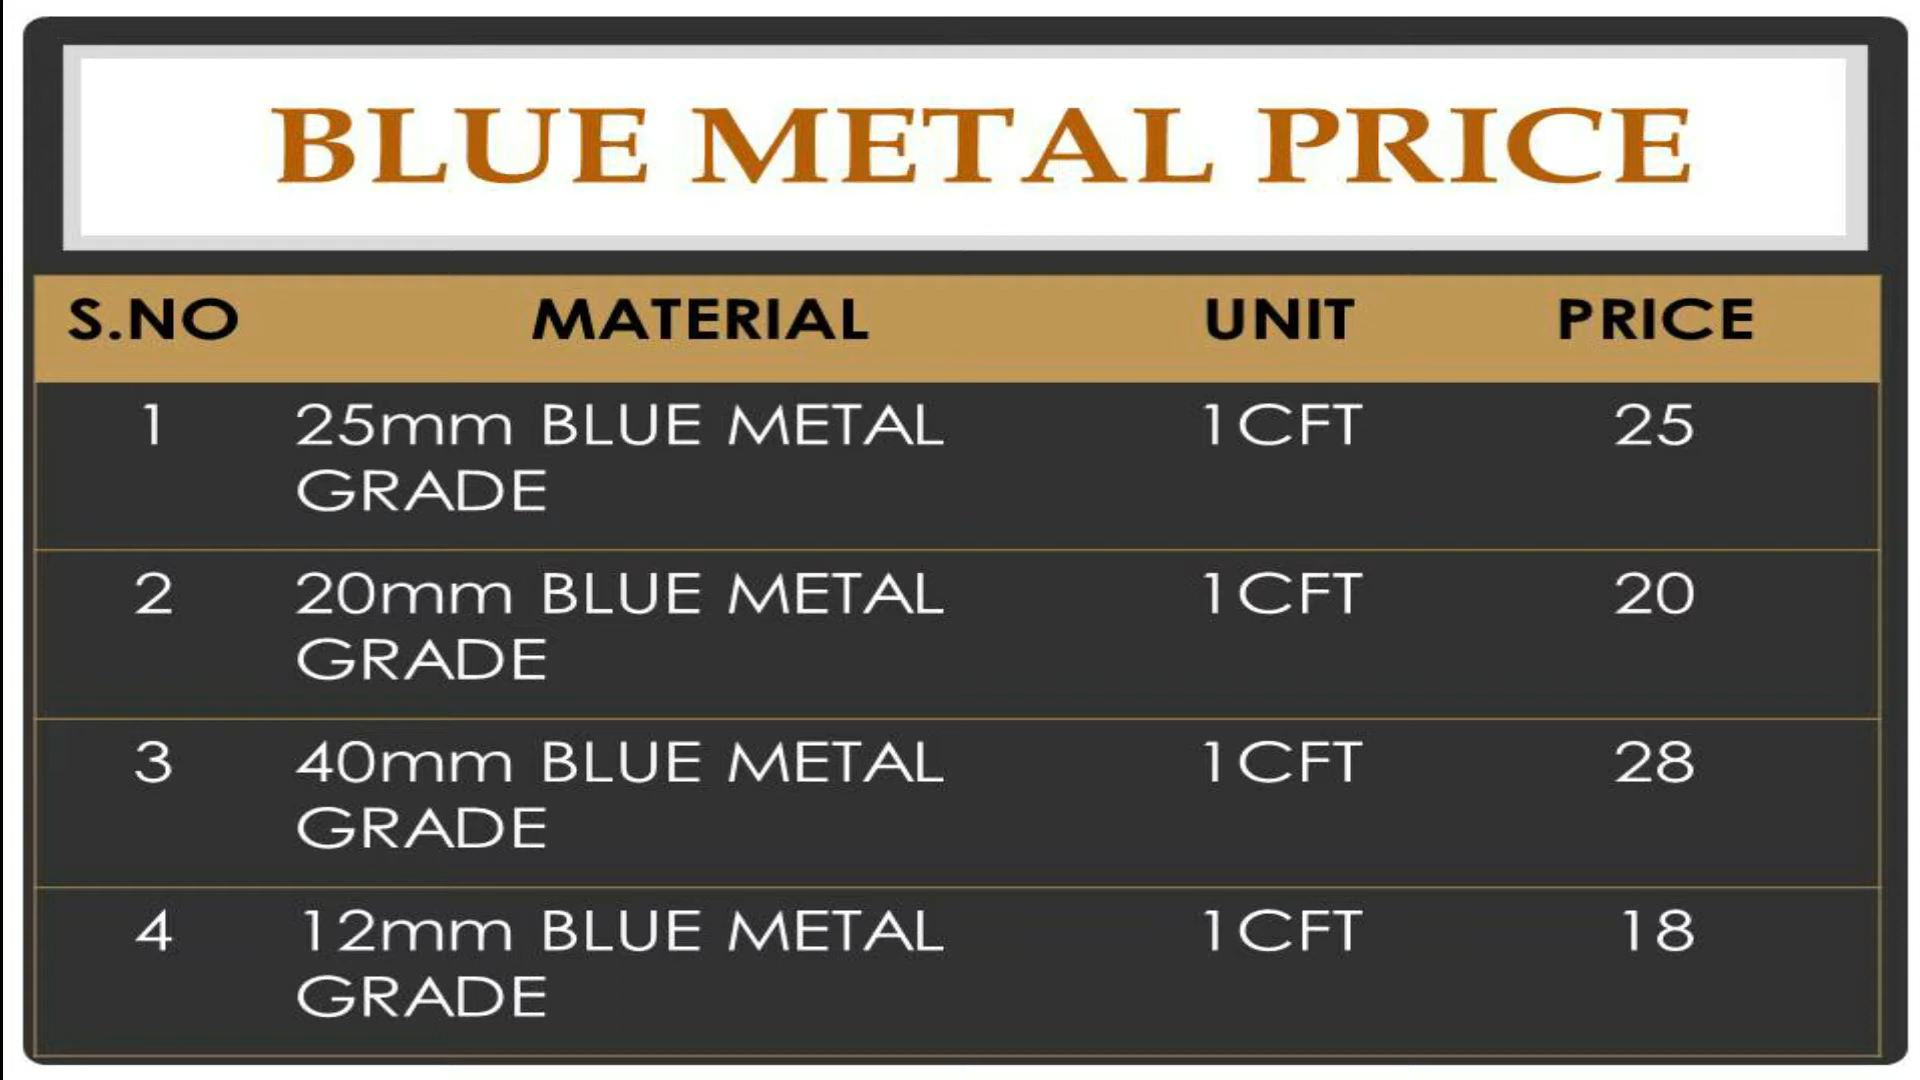 BLUE METAL PRICE
S.NO MATERIAL UNIT PRICE
1 25mm BLUE METAL 1CFT 25
GRADE
2 20mm BLUE METAL 1CFT 20
GRADE
3 40mm BLUE METAL 1CFT 28
GRADE
4 12mm BLUE METAL 1CFT 18
GRADE